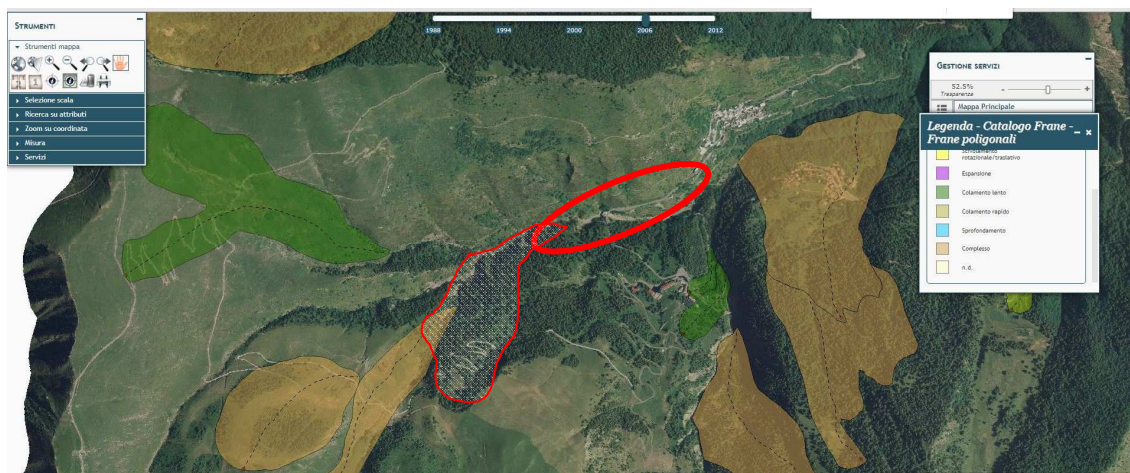 STRUMENTI
Strumenti mappa
Selezione scala
Ricerca su attributi
Zoom su coordinata
Misura
Servizi
1988 1994 2000 2006 2012
GESTIONE SERVIZI
52.5%
Trasparenza
- +
Mappa Principale
Legenda - Catalogo Frane -
Frane poligonali
Scivolamento
rotazionale/traslativo
Espansione
Colamento lento
Colamento rapido
Sprofondamento
Complesso
n.d.